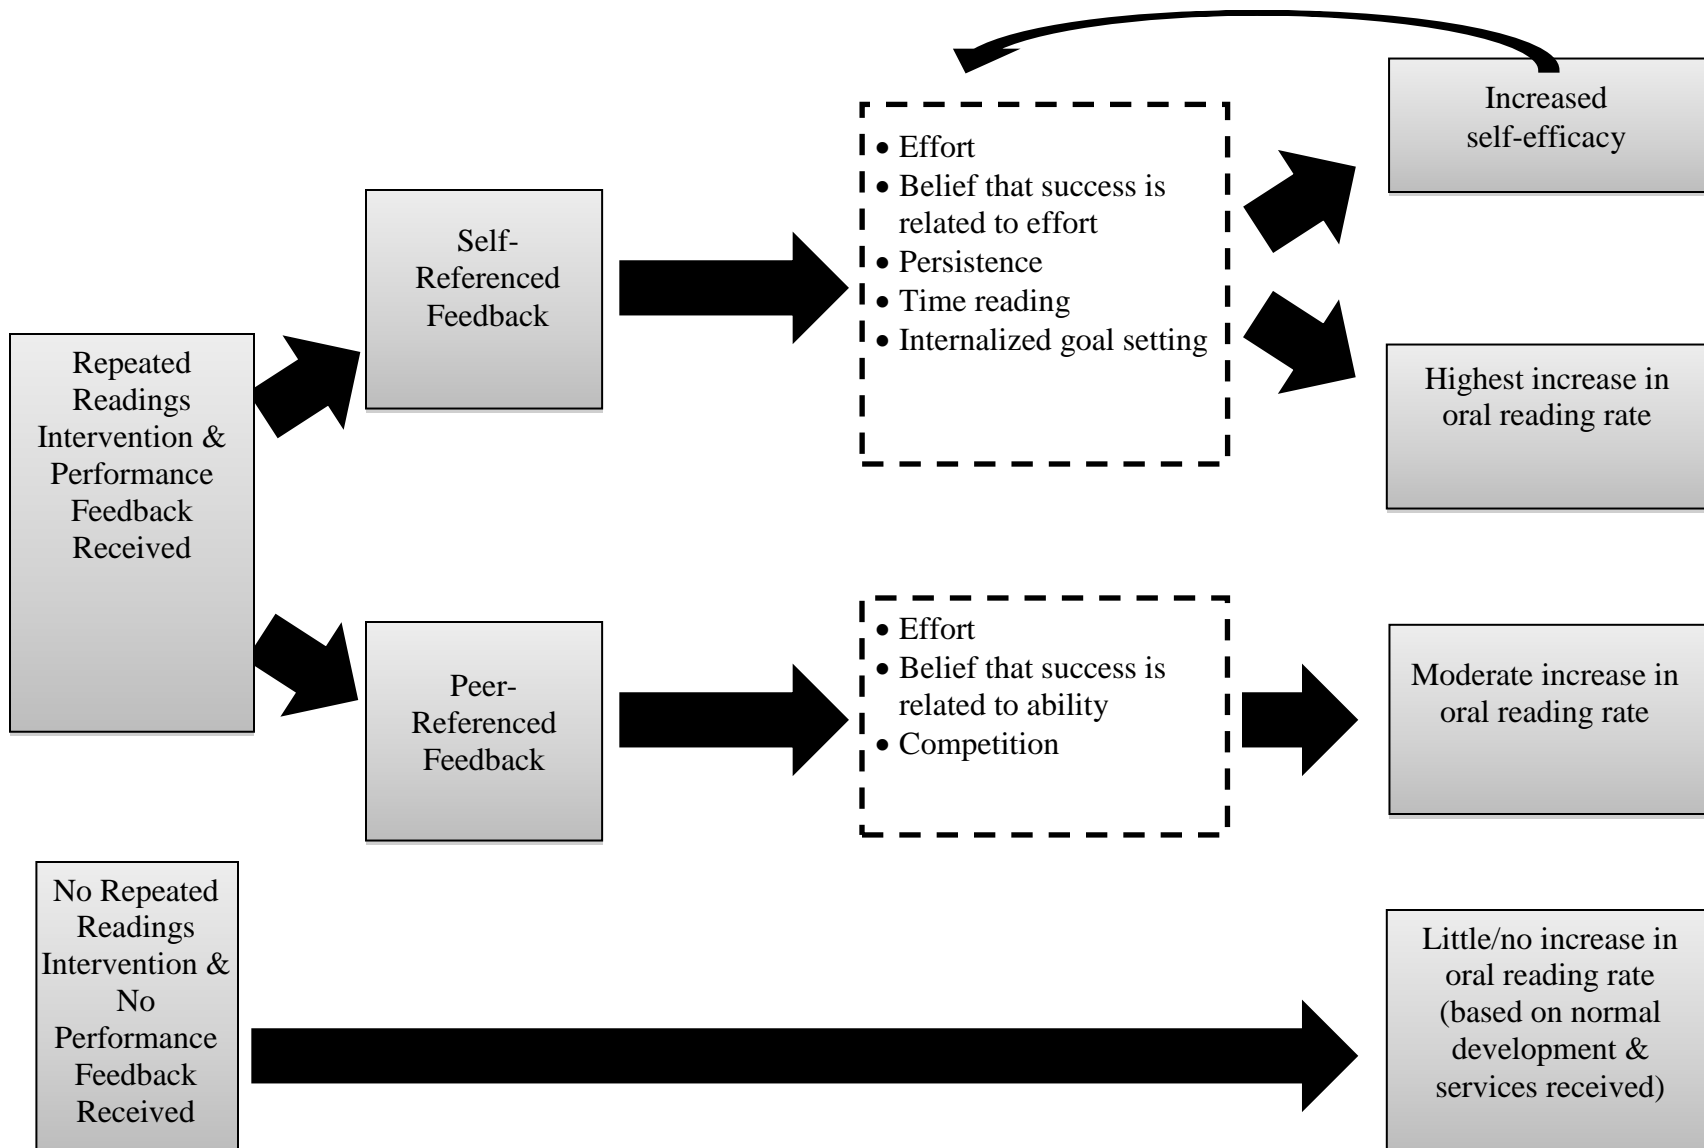 Repeated
Readings
Intervention &
Performance
Feedback
Received
Self-
Referenced
Feedback
• Effort
• Belief that success is
related to effort
• Persistence
• Time reading
• Internalized goal setting
Increased
self-efficacy
Highest increase in
oral reading rate
Peer-
Referenced
Feedback
• Effort
• Belief that success is
related to ability
• Competition
Moderate increase in
oral reading rate
No Repeated
Readings
Intervention &
No
Performance
Feedback
Received
Little/no increase in
oral reading rate
(based on normal
development &
services received)